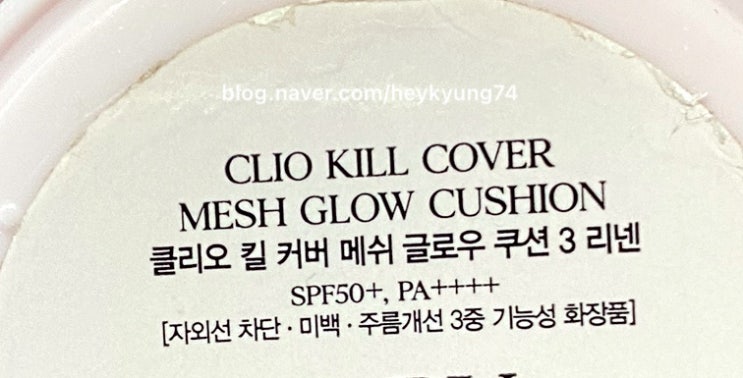 blog.naver.com/heykyung74
CLIO KILL COVER
MESH GLOW CUSHION
클리오 킬 커버 메쉬 글로우 쿠션 3 리넨
SPF50+, PA++++
[자외선 차단 · 미백 · 주름개선 3중 기능성 화장품]